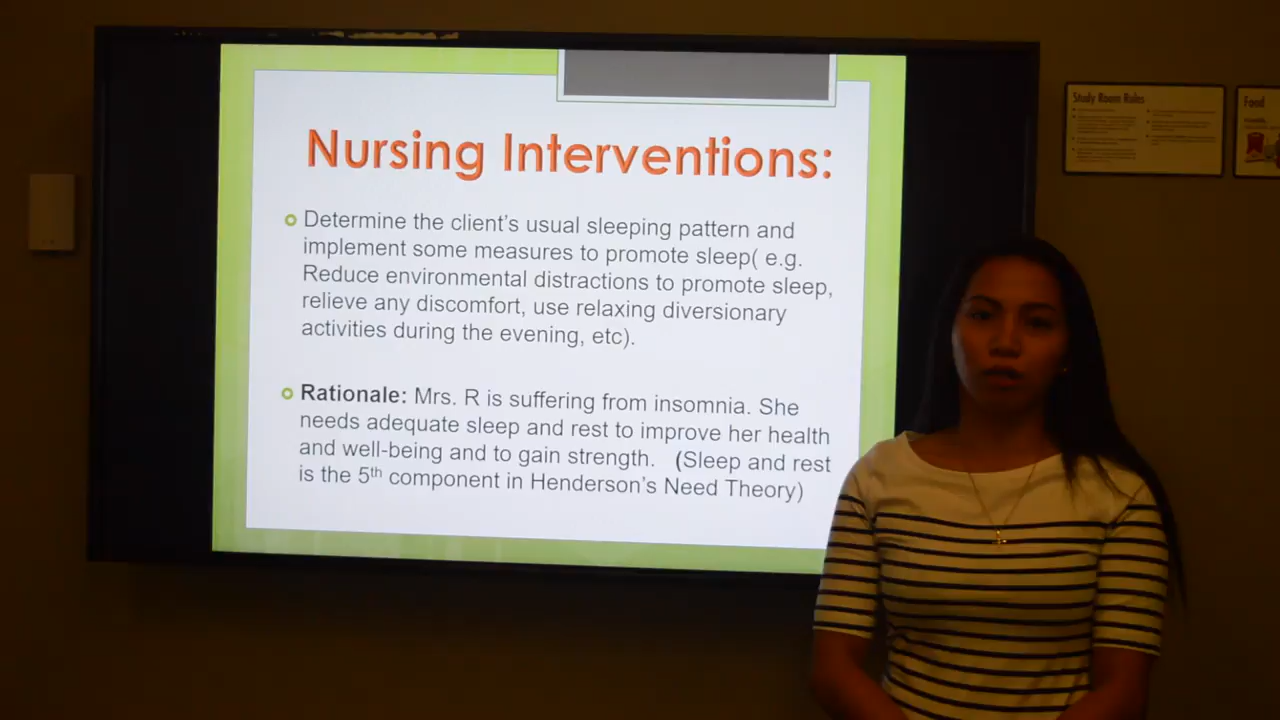 Nursing Interventions:
Determine the client's usual sleeping pattern and
implement some measures to promote sleep( e.g.
Reduce environmental distractions to promote sleep,
relieve any discomfort, use relaxing diversionary
activities during the evening, etc).
Rationale: Mrs. R is suffering from insomnia. She
needs adequate sleep and rest to improve her health
and well-being and to gain strength.   (Sleep and rest
is the 5th component in Henderson's Need Theory)
Study Room Rules
Food